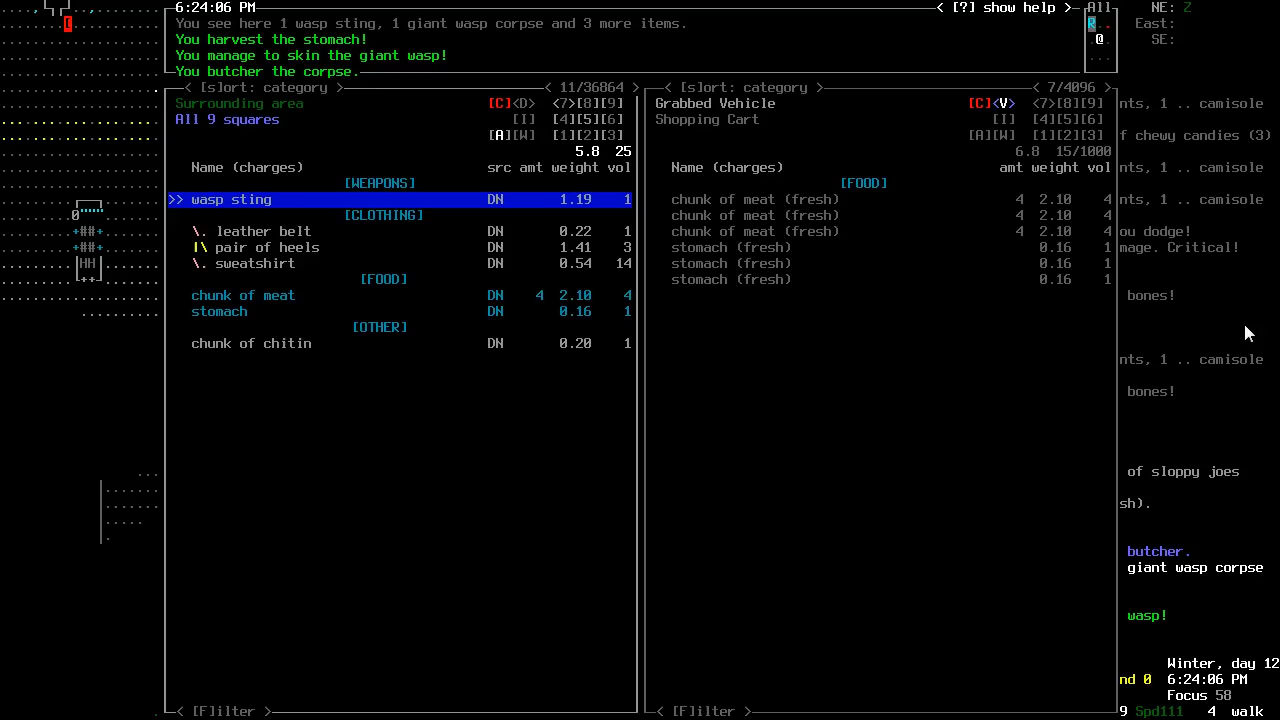 6:24:06 PM
< [?] show help >
All
NE: Z
You see here 1 wasp sting, 1 giant wasp corpse and 3 more items.
R
East:
You harvest the stomach!
@
SE:
You manage to skin the giant wasp!
You butcher the corpse.
< [s]ort: category >
< 11/36864 >
< [s]ort: category >
< 7/4096 >
Surrounding area
[C]<D> <7>[8][9]
Grabbed Vehicle
[C]<V> <7>[8][9]
nts, 1 .. camisole
All 9 squares
[I] [4][5][6]
Shopping Cart
[I] [4][5][6]
[A][W] [1][2][3]
[A][W] [1][2][3]
f chewy candies (3)
5.8 25
6.8 15/1000
Name (charges) src amt weight vol
Name (charges) amt weight vol
nts, 1 .. camisole
[WEAPONS]
[FOOD]
>> wasp sting DN 1.19 1
chunk of meat (fresh) 4 2.10 4
nts, 1 .. camisole
[CLOTHING]
chunk of meat (fresh) 4 2.10 4
\. leather belt DN 0.22 1
chunk of meat (fresh) 4 2.10 4
ou dodge!
|\ pair of heels DN 1.41 3
stomach (fresh) 0.16 1
mage. Critical!
\. sweatshirt DN 0.54 14
stomach (fresh) 0.16 1
[FOOD]
stomach (fresh) 0.16 1
chunk of meat DN 4 2.10 4
bones!
stomach DN 0.16 1
[OTHER]
chunk of chitin DN 0.20 1
nts, 1 .. camisole
bones!
of sloppy joes
sh).
butcher.
giant wasp corpse
wasp!
Winter, day 12
nd 0 6:24:06 PM
Focus 58
< [F]ilter >
< [F]ilter >
9 Spd111 4 walk